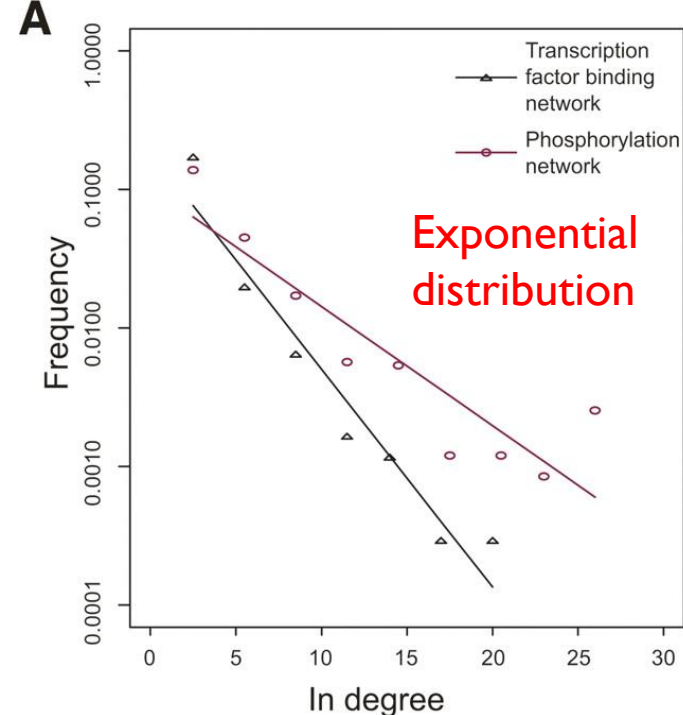 A
1.0000
0.1000
0.0100
0.0010
0.0001
Frequency
Transcription
factor binding
network
Phosphorylation
network
Exponential
distribution
0 5 10 15 20 25 30
In degree